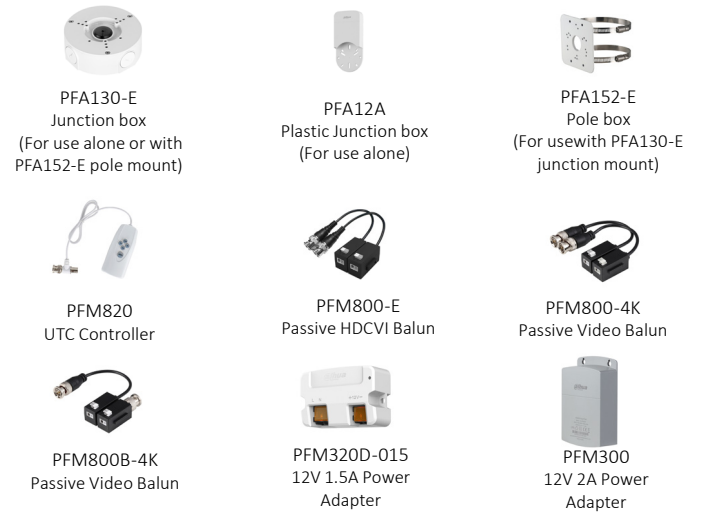 PFA130-E
Junction box
(For use alone or with
PFA152-E pole mount)
PFA12A
Plastic Junction box
(For use alone)
PFA152-E
Pole box
(For usewith PFA130-E
junction mount)
PFM820
UTC Controller
PFM800-E
Passive HDCVI Balun
PFM800-4K
Passive Video Balun
PFM800B-4K
Passive Video Balun
PFM320D-015
12V 1.5A Power
Adapter
PFM300
12V 2A Power
Adapter